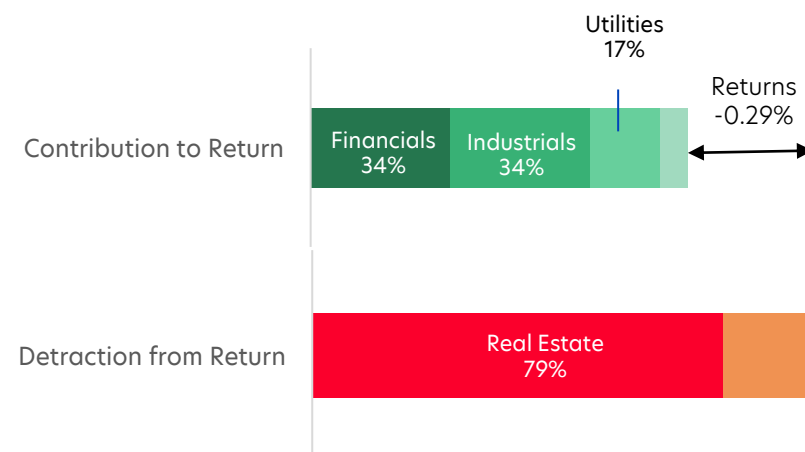 Utilities
17%
Returns
-0.29%
Contribution to Return
Financials
34%
Industrials
34%
Detraction from Return
Real Estate
79%